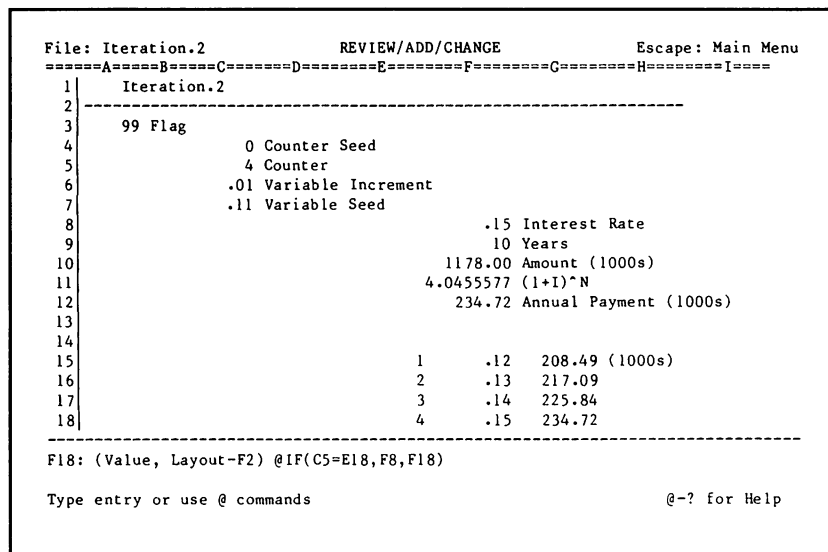 File: Iteration.2 REVIEW/ADD/CHANGE Escape: Main Menu
======A=====B=====C=======D========E========F========G========H========I====
1| Iteration.2
2| ----------------------------------------------------------------
3| 99 Flag
4| 0 Counter Seed
5| 4 Counter
6| .01 Variable Increment
7| .11 Variable Seed
8| .15 Interest Rate
9| 10 Years
10| 1178.00 Amount (1000s)
11| 4.0455577 (1+I)^N
12| 234.72 Annual Payment (1000s)
13|
14|
15| 1 .12 208.49 (1000s)
16| 2 .13 217.09
17| 3 .14 225.84
18| 4 .15 234.72
--------------------------------------------------------------------------------
F18: (Value, Layout-F2) @IF(C5=E18,F8,F18)
Type entry or use @ commands @-? for Help